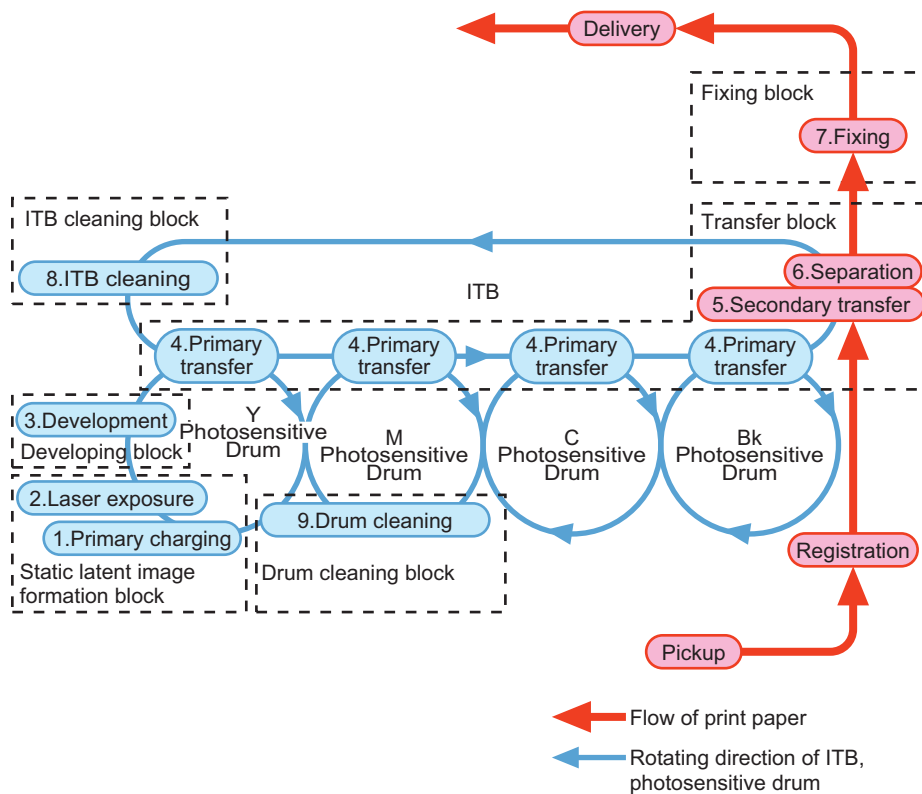 Delivery
Fixing block
7.Fixing
ITB cleaning block
Transfer block
8.ITB cleaning
6.Separation
ITB
5.Secondary transfer
4.Primary
transfer
4.Primary
transfer
4.Primary
transfer
4.Primary
transfer
3.Development
Developing block
Y
Photosensitive
Drum
M
Photosensitive
Drum
C
Photosensitive
Drum
Bk
Photosensitive
Drum
2.Laser exposure
1.Primary charging
Static latent image
formation block
9.Drum cleaning
Drum cleaning block
Registration
Pickup
Flow of print paper
Rotating direction of ITB,
photosensitive drum